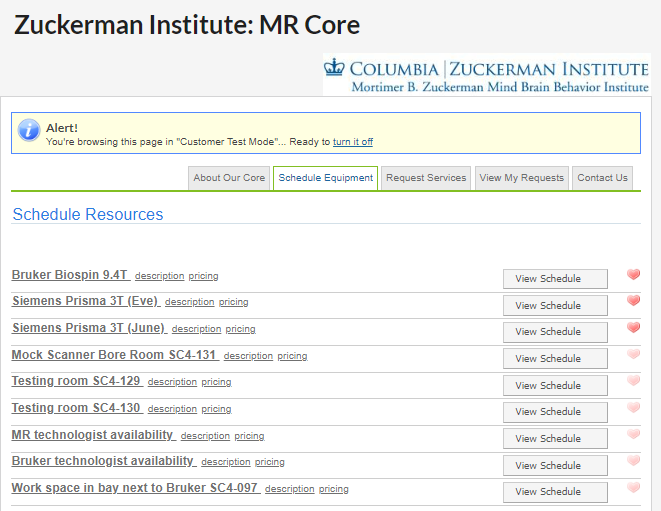 Zuckerman Institute: MR Core
COLUMBIA | ZUCKERMAN INSTITUTE
MORTIMER B. ZUCKERMAN MIND BRAIN BEHAVIOR INSTITUTE
Alert!
You're browsing this page in "Customer Test Mode"... Ready to turn it off
About Our Core Schedule Equipment Request Services View My Requests Contact Us
Schedule Resources
Bruker Biospin 9.4T description pricing View Schedule
Siemens Prisma 3T (Eve) description pricing View Schedule
Siemens Prisma 3T (June) description pricing View Schedule
Mock Scanner Bore Room SC4-131 description pricing View Schedule
Testing room SC4-129 description pricing View Schedule
Testing room SC4-130 description pricing View Schedule
MR technologist availability description pricing View Schedule
Bruker technologist availability description pricing View Schedule
Work space in bay next to Bruker SC4-097 description pricing View Schedule